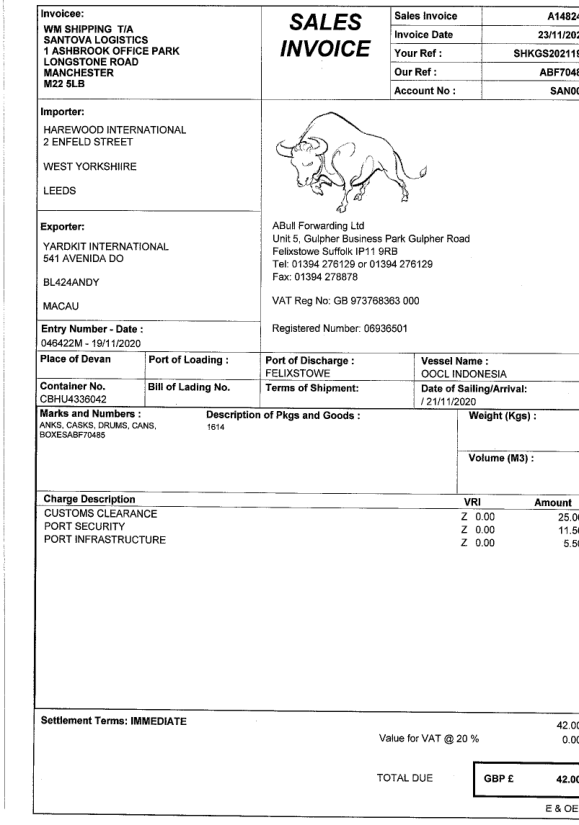 Invoicee:
WM SHIPPING T/A
SANTOVA LOGISTICS
1 ASHBROOK OFFICE PARK
LONGSTONE ROAD
MANCHESTER
M22 5LB
SALES
INVOICE
Sales Invoice A14824
Invoice Date 23/11/202
Your Ref : SHKGS202119
Our Ref : ABF7048
Account No : SAN00
Importer:
HAREWOOD INTERNATIONAL
2 ENFELD STREET
WEST YORKSHIIRE
LEEDS
Exporter:
YARDKIT INTERNATIONAL
541 AVENIDA DO
BL424ANDY
MACAU
ABull Forwarding Ltd
Unit 5, Gulpher Business Park Gulpher Road
Felixstowe Suffolk IP11 9RB
Tel: 01394 276129 or 01394 276129
Fax: 01394 278878
VAT Reg No: GB 973768363 000
Registered Number: 06936501
Entry Number - Date :
046422M - 19/11/2020
Place of Devan Port of Loading : Port of Discharge : Vessel Name :
FELIXSTOWE OOCL INDONESIA
Container No. Bill of Lading No. Terms of Shipment: Date of Sailing/Arrival:
CBHU4336042 / 21/11/2020
Marks and Numbers : Description of Pkgs and Goods : Weight (Kgs) :
ANKS, CASKS, DRUMS, CANS, 1614
BOXESABF70485
Volume (M3) :
Charge Description VRI Amount
CUSTOMS CLEARANCE Z 0.00 25.00
PORT SECURITY Z 0.00 11.50
PORT INFRASTRUCTURE Z 0.00 5.50
Settlement Terms: IMMEDIATE 42.00
Value for VAT @ 20 % 0.00
TOTAL DUE GBP £ 42.00
E & OE